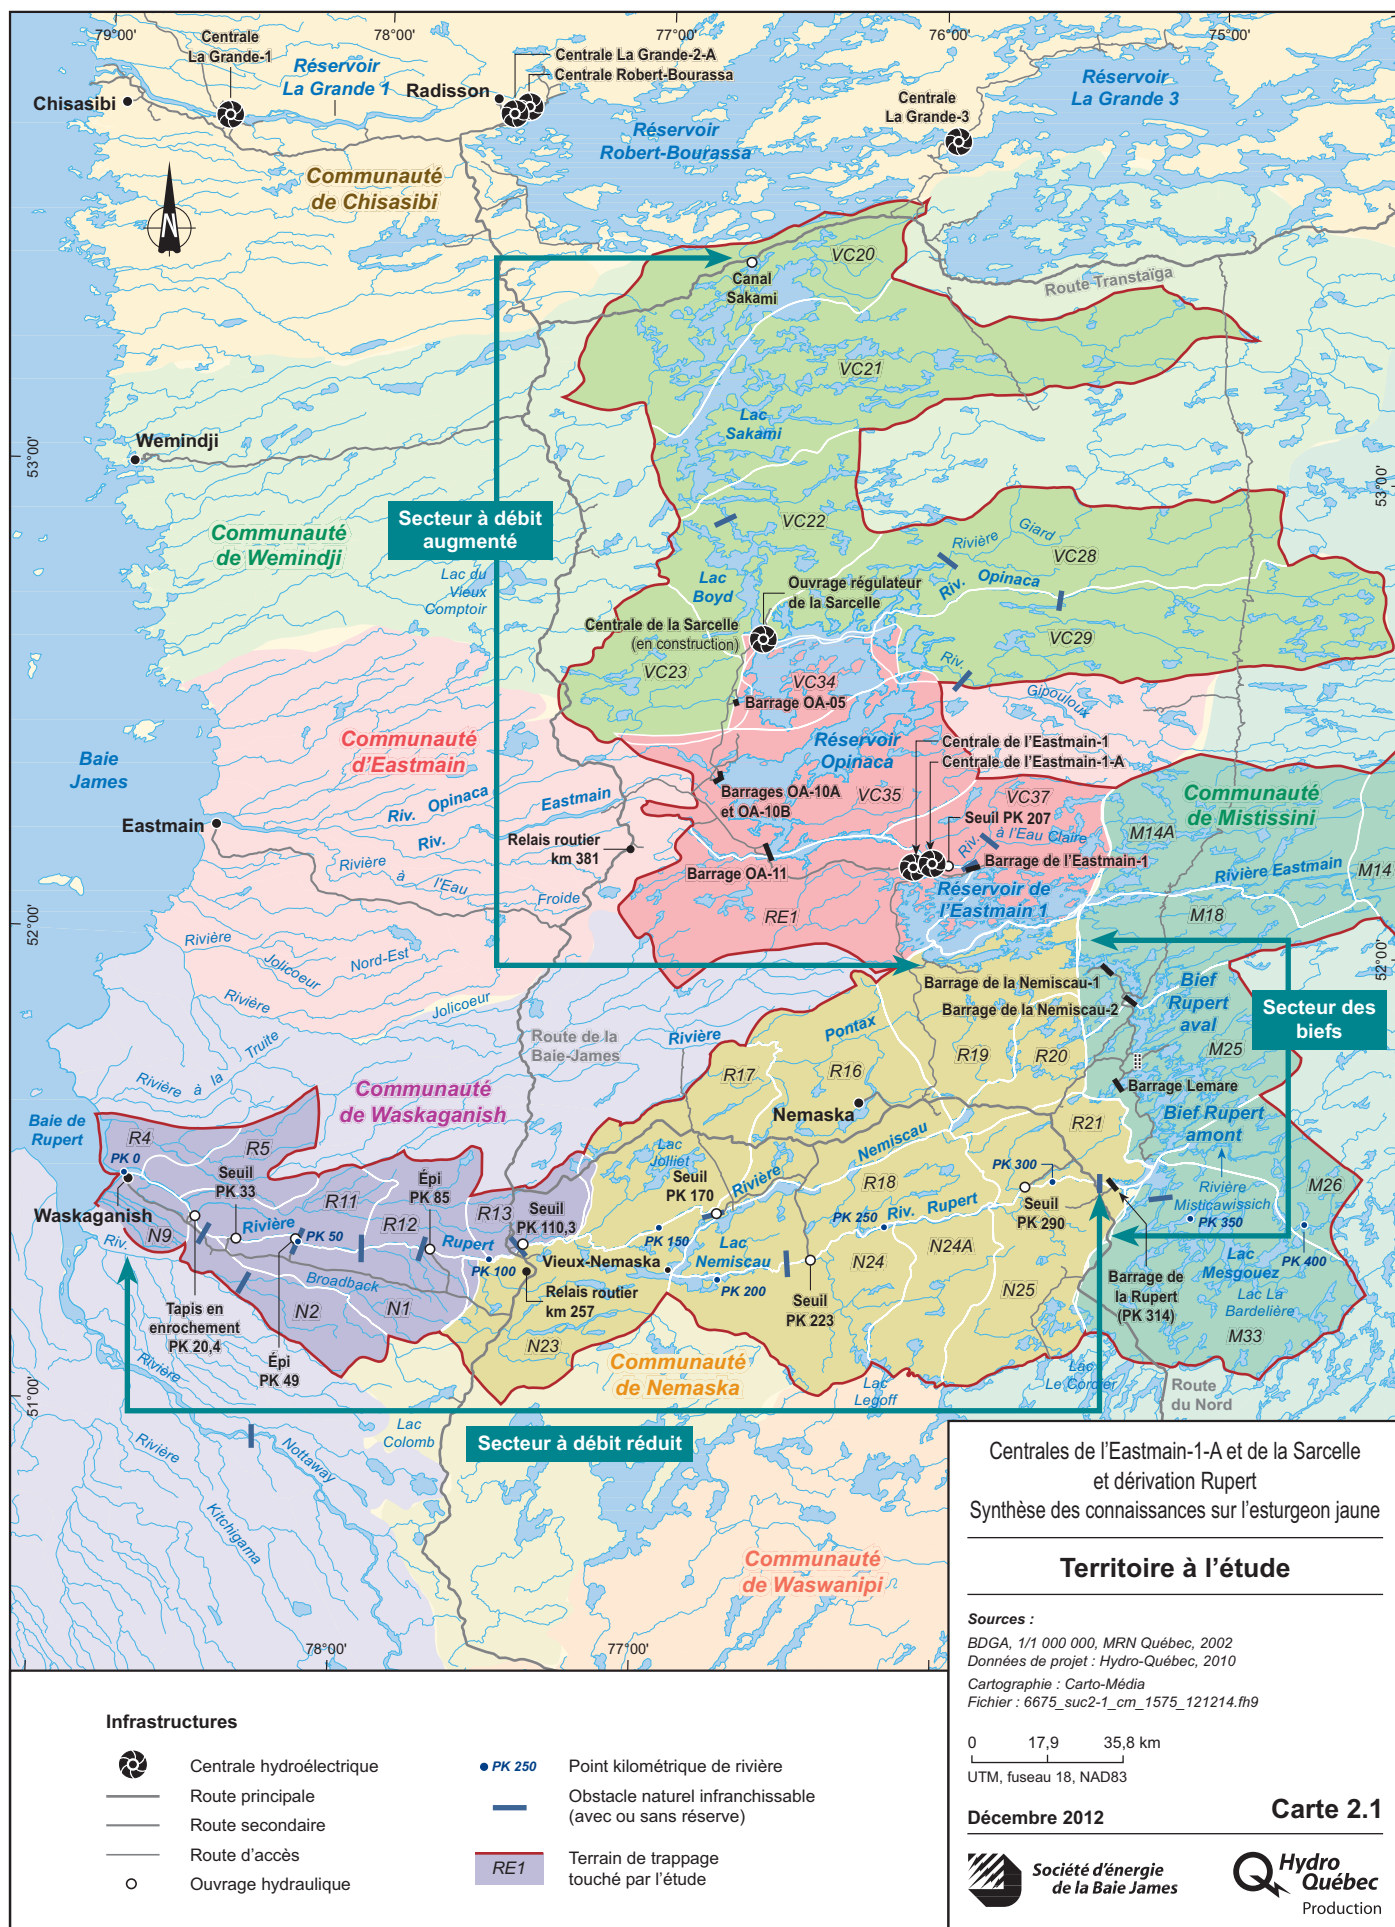 79°00'
78°00'
77°00'
76°00'
75°00'
Centrale
La Grande-1
Réservoir
La Grande 1
Chisasibi
Radisson
Centrale La Grande-2-A
Centrale Robert-Bourassa
Réservoir
Robert-Bourassa
Centrale
La Grande-3
Réservoir
La Grande 3
Communauté
de Chisasibi
N
VC20
Canal
Sakami
Route Transtaïga
VC21
Lac
Sakami
Wemindji
53°00'
53°00'
Secteur à débit
augmenté
Communauté
de Wemindji
VC22
Rivière
Giard
VC28
Lac du
Vieux
Comptoir
Lac
Boyd
Ouvrage régulateur
de la Sarcelle
Riv.
Opinaca
Centrale de la Sarcelle
(en construction)
VC29
VC23
Riv.
Gipouloux
VC34
Barrage OA-05
Baie
James
Communauté
d'Eastmain
Réservoir
Opinaca
Centrale de l'Eastmain-1
Centrale de l'Eastmain-1-A
Barrages OA-10A
et OA-10B
VC35
VC37
Communauté
de Mistissini
Riv.
Opinaca
Riv.
Eastmain
Seuil PK 207
M14A
Eastmain
Relais routier
km 381
Riv.
à l'Eau Claire
Rivière
à
l'Eau
Froide
Barrage OA-11
Barrage de l'Eastmain-1
Rivière Eastmain
M14
Réservoir de
l'Eastmain 1
RE1
M18
52°00'
52°00'
Rivière
Jolicoeur
Nord-Est
Barrage de la Nemiscau-1
Barrage de la Nemiscau-2
Bief
Rupert
aval
Secteur des
biefs
Rivière
Jolicoeur
Route de la
Baie-James
Rivière
Pontax
R19
R20
M25
Rivière à la
Truite
R17
R16
Barrage Lemare
Communauté
de Waskaganish
Nemaska
Baie de
Rupert
R4
R5
R21
Bief Rupert
amont
PK 0
Seuil
PK 33
Épi
PK 85
Lac
Jolliet
Rivière
Nemiscau
PK 300
R11
Seuil
PK 170
R18
Rivière
Misticawissich
M26
Waskaganish
R12
R13
Seuil
PK 110,3
PK 250
Riv.
Rupert
Seuil
PK 290
PK 350
N9
Riv.
Rivière
PK 50
Rupert
PK 150
Lac
Nemiscau
N24A
N24
Lac
Mesgouez
PK 400
PK 100
Vieux-Nemaska
Broadback
Relais routier
km 257
PK 200
N25
Barrage de
la Rupert
(PK 314)
Lac La
Bardelière
N2
N1
Seuil
PK 223
Tapis en
enrochement
PK 20,4
Épi
PK 49
N23
M33
Rivière
Communauté
de Nemaska
Lac
Legoff
Lac
Le Cordier
Route
du Nord
51°00'
Lac
Colomb
Secteur à débit réduit
Rivière
Nottaway
Kitchigama
Communauté
de Waswanipi
78°00'
77°00'
Centrales de l'Eastmain-1-A et de la Sarcelle
et dérivation Rupert
Synthèse des connaissances sur l'esturgeon jaune
Territoire à l'étude
Sources :
BDGA, 1/1 000 000, MRN Québec, 2002
Données de projet : Hydro-Québec, 2010
Cartographie : Carto-Média
Fichier : 6675_suc2-1_cm_1575_121214.fh9
0 17,9 35,8 km
UTM, fuseau 18, NAD83
Décembre 2012
Carte 2.1
Société d'énergie
de la Baie James
Hydro
Québec
Production
Infrastructures
Centrale hydroélectrique
Route principale
Route secondaire
Route d'accès
Ouvrage hydraulique
PK 250
Point kilométrique de rivière
Obstacle naturel infranchissable
(avec ou sans réserve)
RE1
Terrain de trappage
touché par l'étude